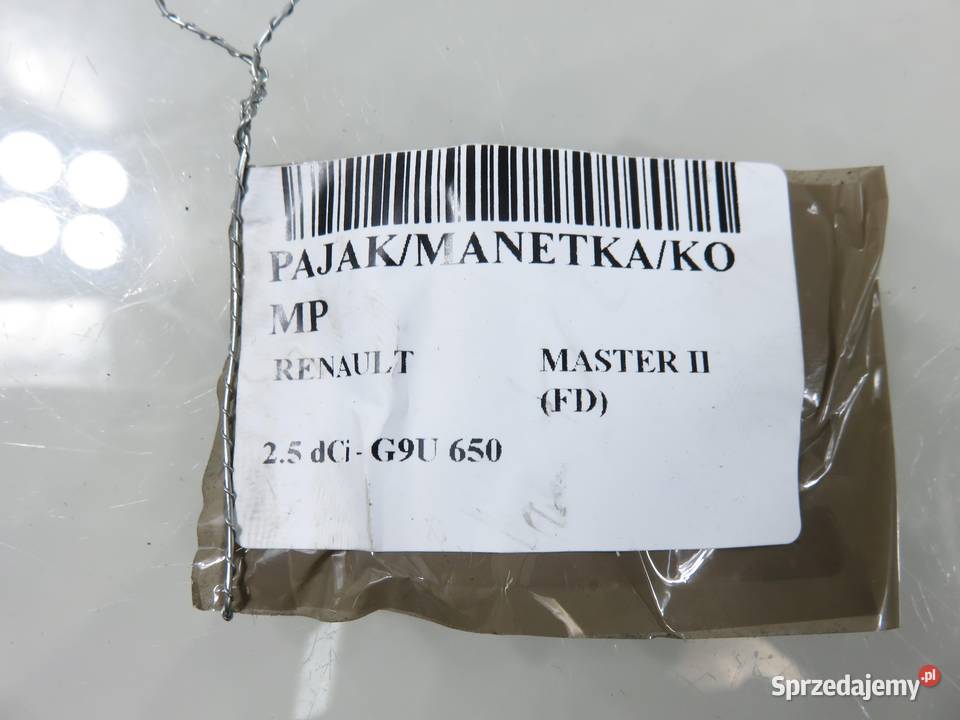 PAJAK/MANETKA/KO
MP
RENAULT MASTER II
(FD)
2.5 dCi - G9U 650
Sprzedajemy.pl